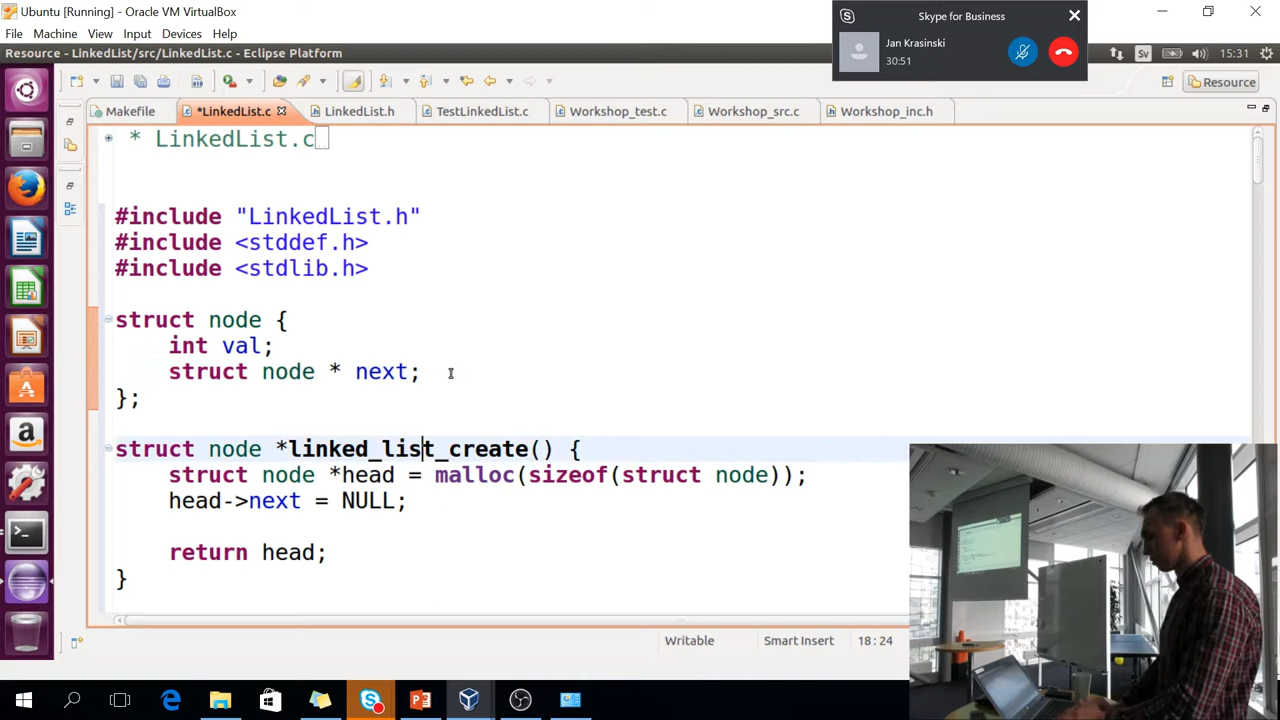 Ubuntu [Running] - Oracle VM VirtualBox
File Machine View Input Devices Help
Skype for Business
Jan Krasinski
30:51
Resource - LinkedList/src/LinkedList.c - Eclipse Platform
Sv
15:31
Resource
Makefile
*LinkedList.c
LinkedList.h
TestLinkedList.c
Workshop_test.c
Workshop_src.c
Workshop_inc.h
* LinkedList.c
#include "LinkedList.h"
#include <stddef.h>
#include <stdlib.h>
struct node {
int val;
struct node * next;
};
struct node *linked_list_create() {
struct node *head = malloc(sizeof(struct node));
head->next = NULL;
return head;
}
Writable
Smart Insert
18:24